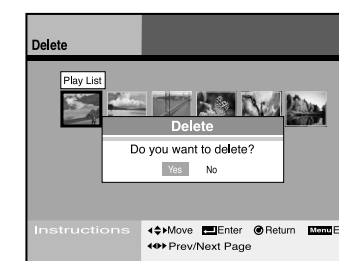 Delete
Play List
Delete
Do you want to delete?
Yes No
Instructions Move Enter Return Menu E
Prev/Next Page